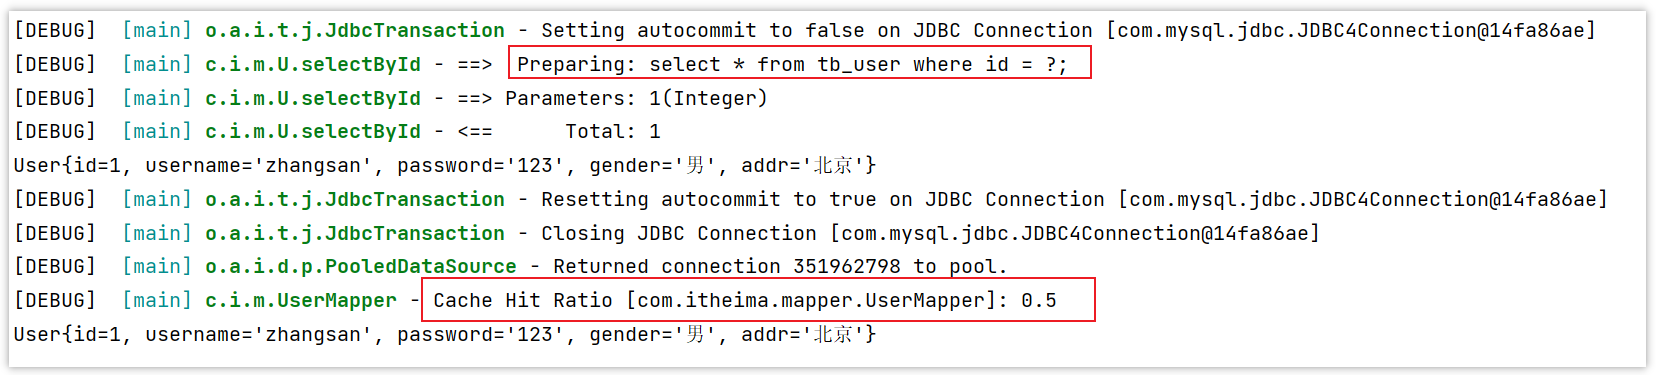 [DEBUG]  [main] o.a.i.t.j.JdbcTransaction - Setting autocommit to false on JDBC Connection [com.mysql.jdbc.JDBC4Connection@14fa86ae]
[DEBUG]  [main] c.i.m.U.selectById - ==>  Preparing: select * from tb_user where id = ?;
[DEBUG]  [main] c.i.m.U.selectById - ==> Parameters: 1(Integer)
[DEBUG]  [main] c.i.m.U.selectById - <==      Total: 1
User{id=1, username='zhangsan', password='123', gender='男', addr='北京'}
[DEBUG]  [main] o.a.i.t.j.JdbcTransaction - Resetting autocommit to true on JDBC Connection [com.mysql.jdbc.JDBC4Connection@14fa86ae]
[DEBUG]  [main] o.a.i.t.j.JdbcTransaction - Closing JDBC Connection [com.mysql.jdbc.JDBC4Connection@14fa86ae]
[DEBUG]  [main] o.a.i.d.p.PooledDataSource - Returned connection 351962798 to pool.
[DEBUG]  [main] c.i.m.UserMapper - Cache Hit Ratio [com.itheima.mapper.UserMapper]: 0.5
User{id=1, username='zhangsan', password='123', gender='男', addr='北京'}